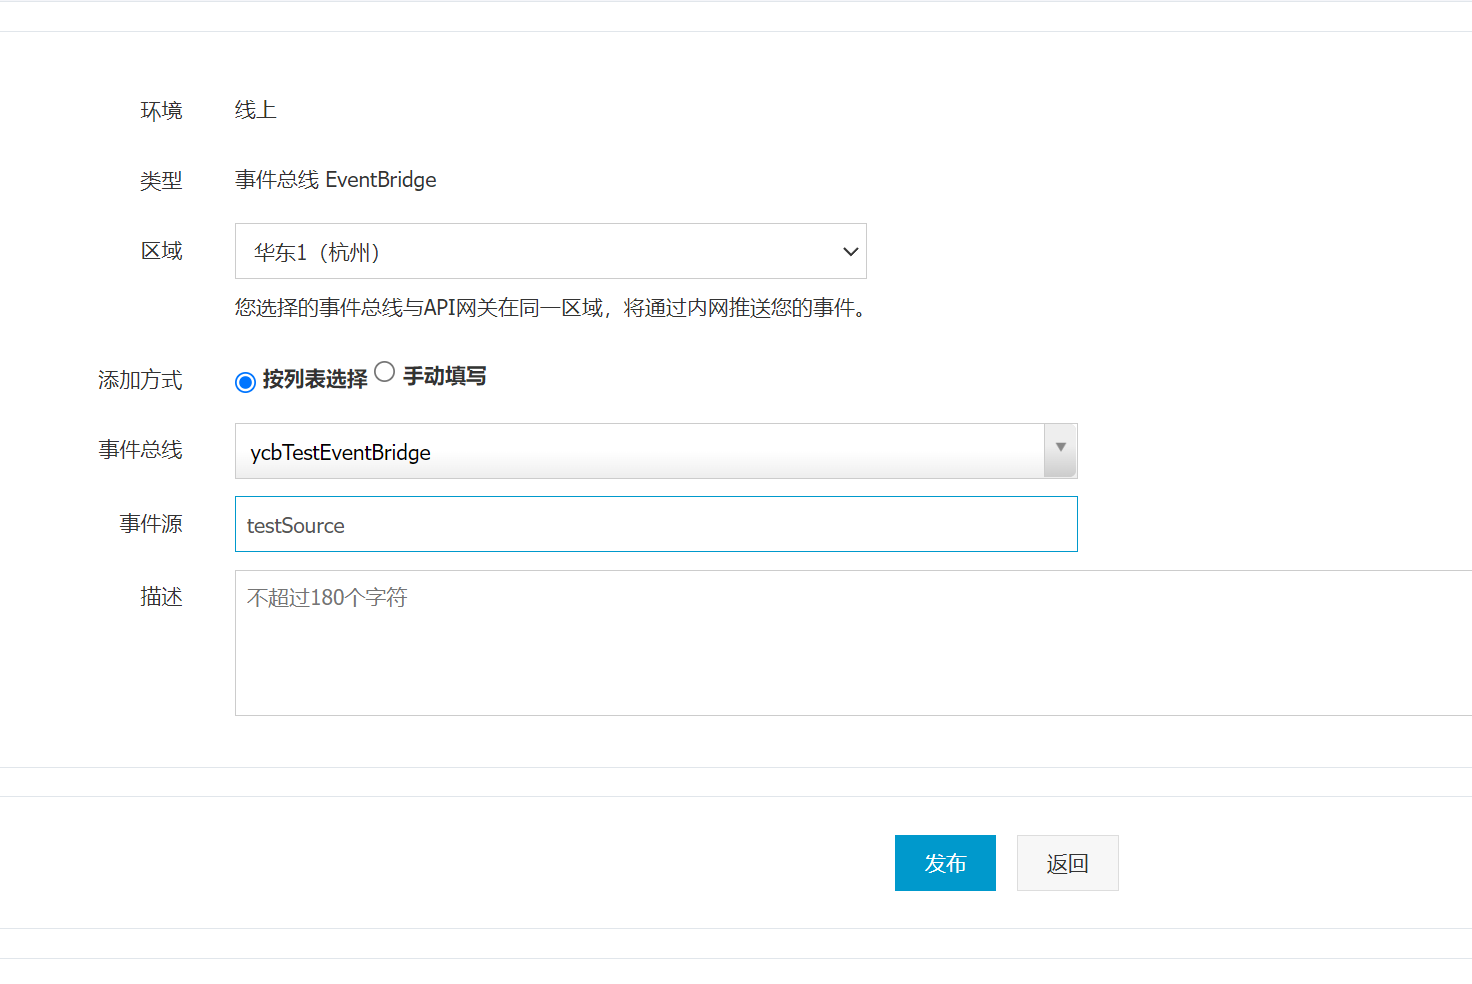 环境 线上
类型 事件总线 EventBridge
区域 华东1（杭州）
您选择的事件总线与API网关在同一区域，将通过内网推送您的事件。
添加方式 按列表选择 手动填写
事件总线 ycbTestEventBridge
事件源 testSource
描述 不超过180个字符
发布 返回